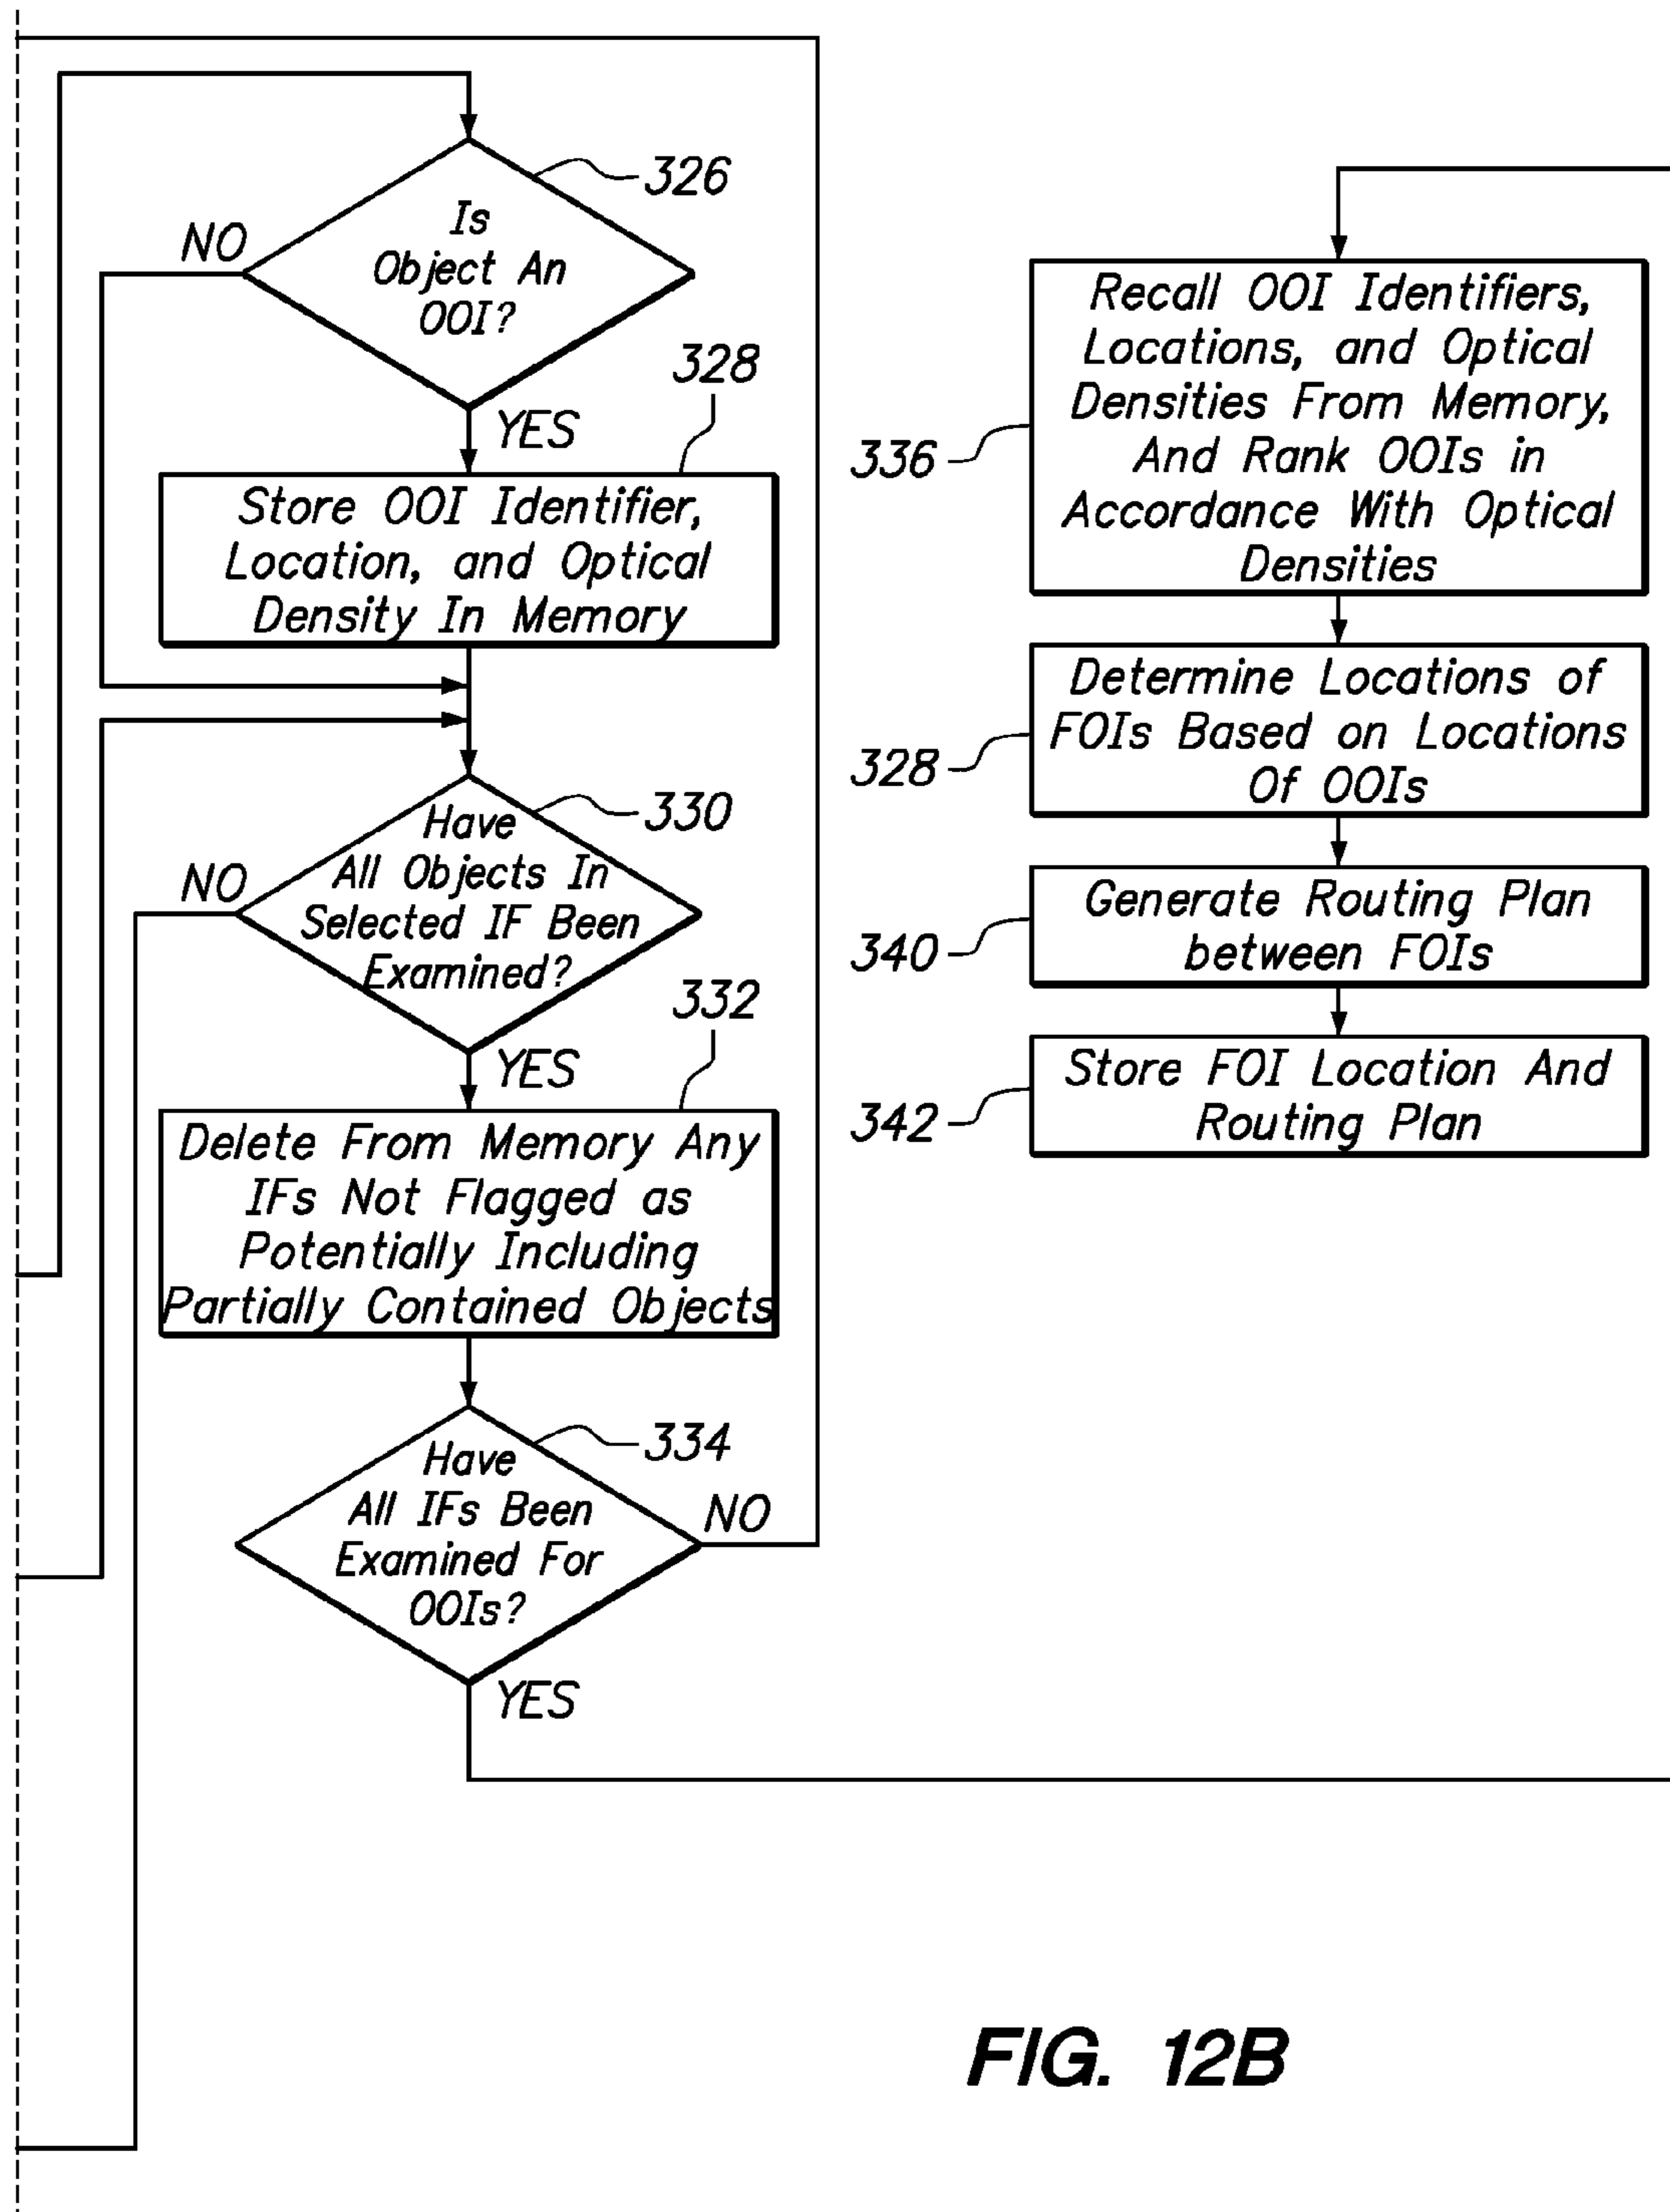 326
Is
Object An
OOI?
NO
YES
328
Store OOI Identifier,
Location, and Optical
Density In Memory
330
Have
All Objects In
Selected IF Been
Examined?
NO
YES
332
Delete From Memory Any
IFs Not Flagged as
Potentially Including
Partially Contained Objects
334
Have
All IFs Been
Examined For
OOIs?
NO
YES
336
Recall OOI Identifiers,
Locations, and Optical
Densities From Memory,
And Rank OOIs in
Accordance With Optical
Densities
328
Determine Locations of
FOIs Based on Locations
Of OOIs
340
Generate Routing Plan
between FOIs
342
Store FOI Location And
Routing Plan
FIG. 12B